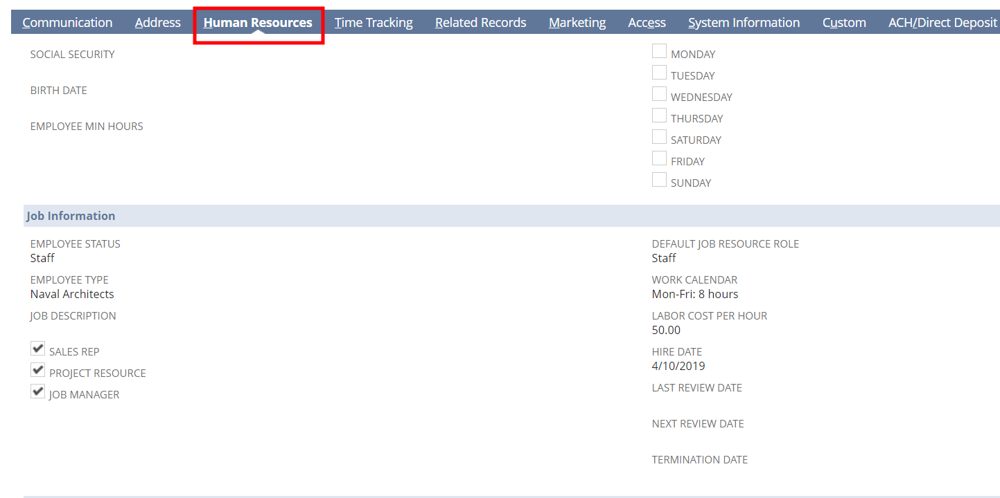 Communication Address Human Resources Time Tracking Related Records Marketing Access System Information Custom ACH/Direct Deposit
SOCIAL SECURITY
BIRTH DATE
EMPLOYEE MIN HOURS
MONDAY
TUESDAY
WEDNESDAY
THURSDAY
SATURDAY
FRIDAY
SUNDAY
Job Information
EMPLOYEE STATUS
Staff
EMPLOYEE TYPE
Naval Architects
JOB DESCRIPTION
SALES REP
PROJECT RESOURCE
JOB MANAGER
DEFAULT JOB RESOURCE ROLE
Staff
WORK CALENDAR
Mon-Fri: 8 hours
LABOR COST PER HOUR
50.00
HIRE DATE
4/10/2019
LAST REVIEW DATE
NEXT REVIEW DATE
TERMINATION DATE